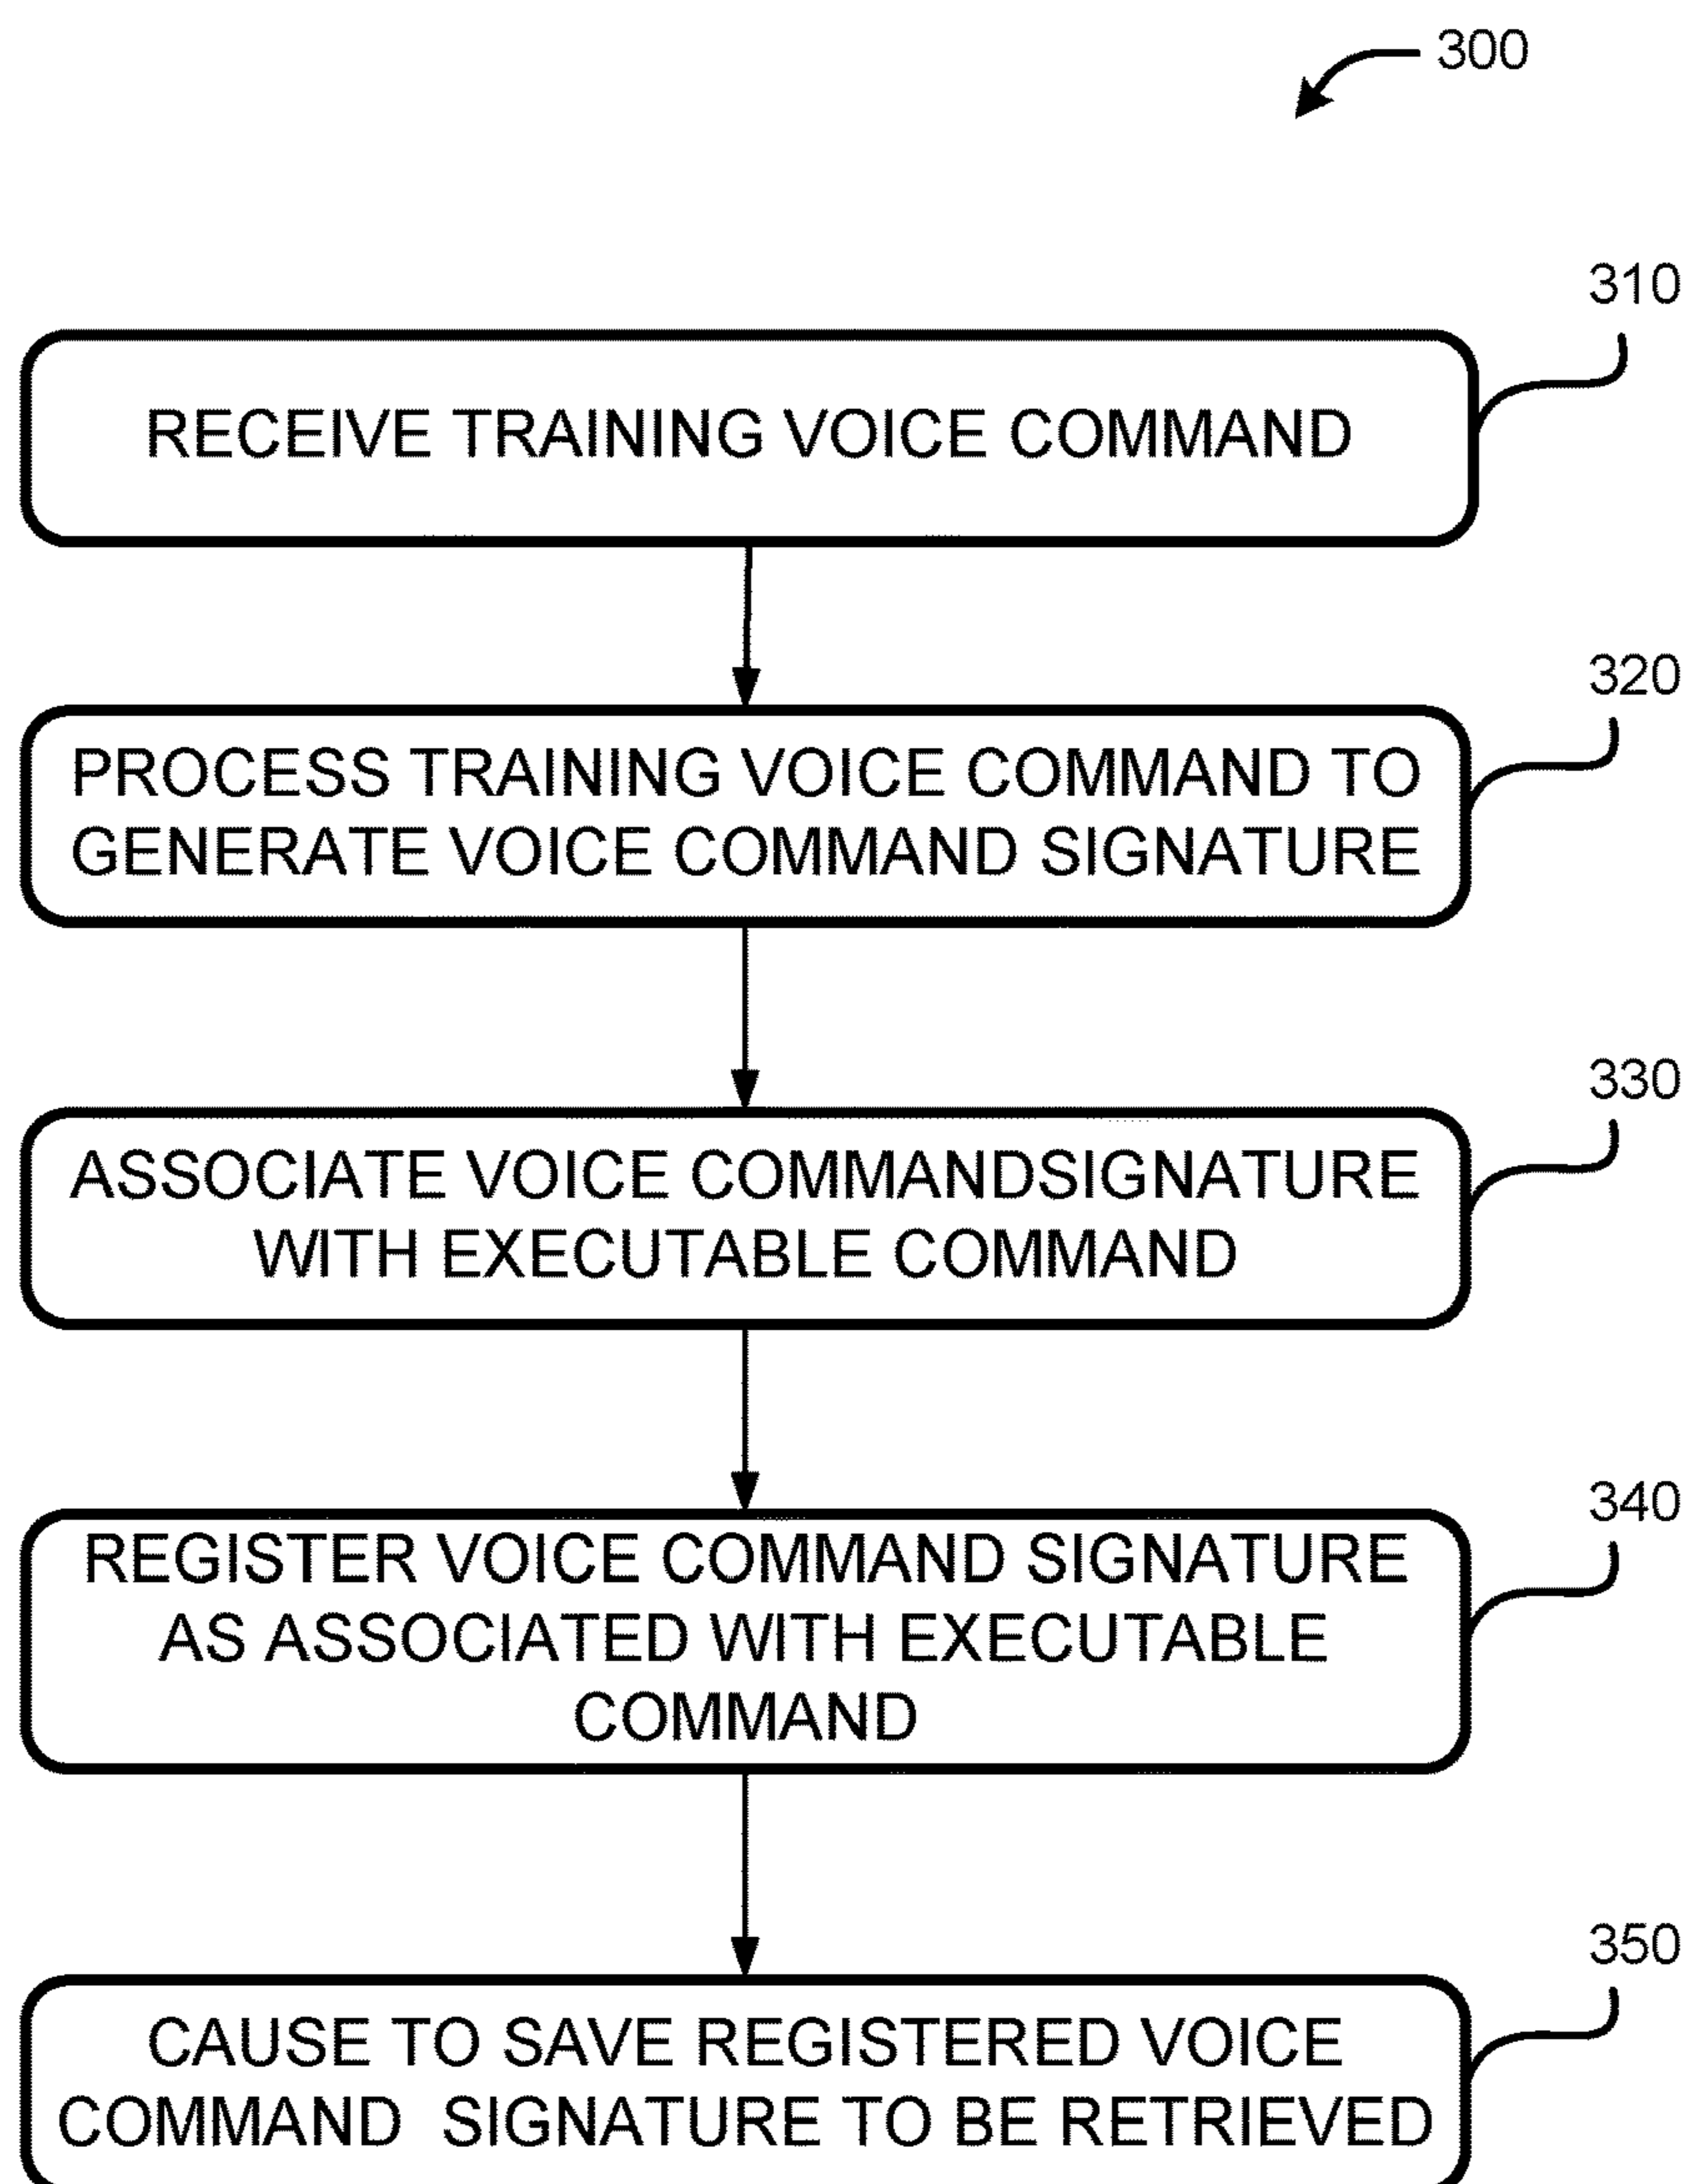 300
310
RECEIVE TRAINING VOICE COMMAND
320
PROCESS TRAINING VOICE COMMAND TO
GENERATE VOICE COMMAND SIGNATURE
330
ASSOCIATE VOICE COMMANDSIGNATURE
WITH EXECUTABLE COMMAND
340
REGISTER VOICE COMMAND SIGNATURE
AS ASSOCIATED WITH EXECUTABLE
COMMAND
350
CAUSE TO SAVE REGISTERED VOICE
COMMAND SIGNATURE TO BE RETRIEVED